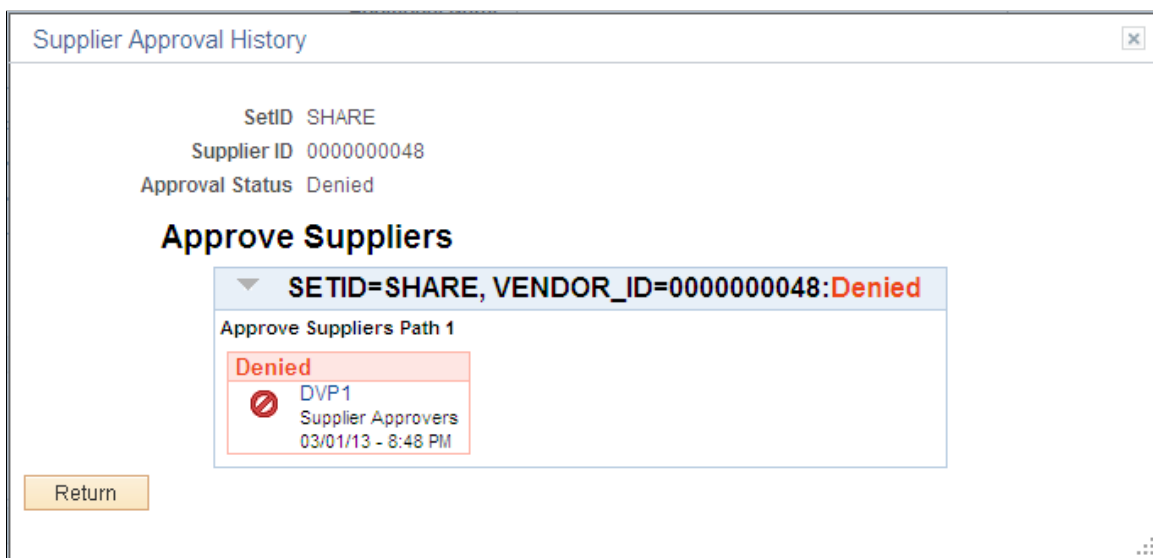 Supplier Approval History
SetID SHARE
Supplier ID 0000000048
Approval Status Denied
Approve Suppliers
SETID=SHARE, VENDOR_ID=0000000048:Denied
Approve Suppliers Path 1
Denied
DVP1
Supplier Approvers
03/01/13 - 8:48 PM
Return